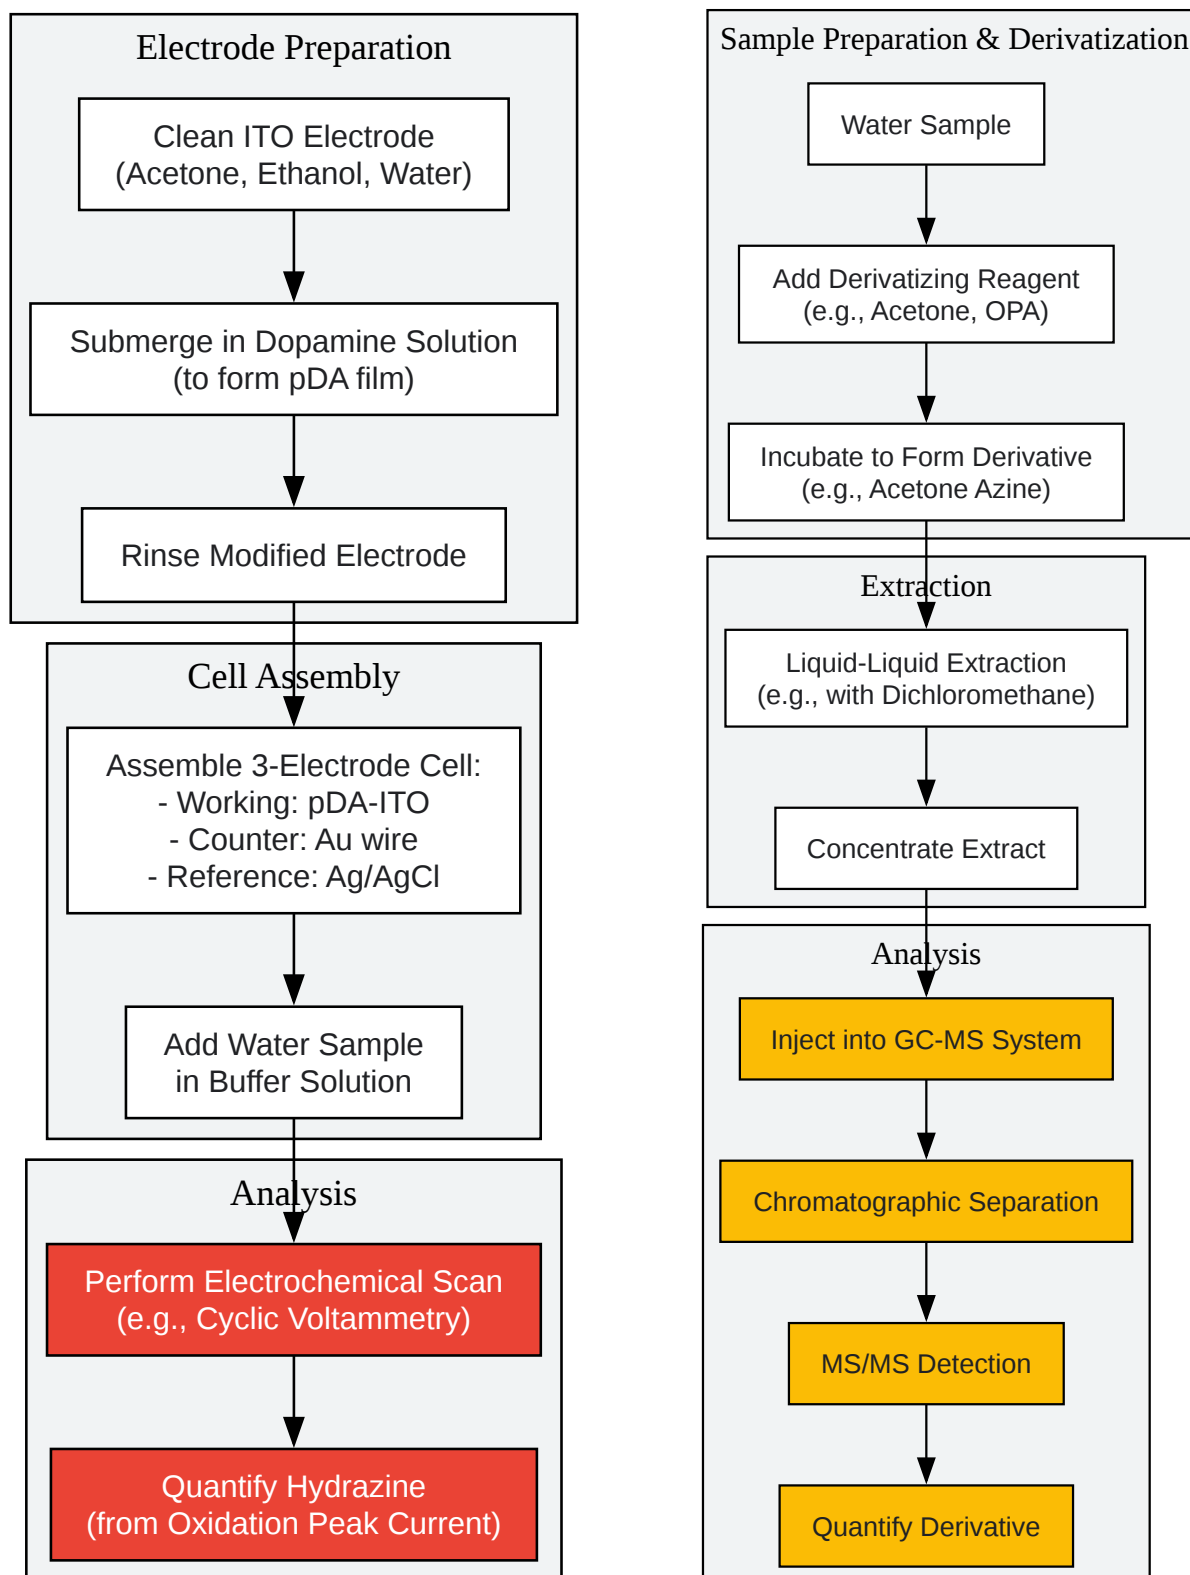 Electrode Preparation
Clean ITO Electrode
(Acetone, Ethanol, Water)
Submerge in Dopamine Solution
(to form pDA film)
Rinse Modified Electrode
Cell Assembly
Assemble 3-Electrode Cell:
- Working: pDA-ITO
- Counter: Au wire
- Reference: Ag/AgCl
Add Water Sample
in Buffer Solution
Analysis
Perform Electrochemical Scan
(e.g., Cyclic Voltammetry)
Quantify Hydrazine
(from Oxidation Peak Current)
Sample Preparation & Derivatization
Water Sample
Add Derivatizing Reagent
(e.g., Acetone, OPA)
Incubate to Form Derivative
(e.g., Acetone Azine)
Extraction
Liquid-Liquid Extraction
(e.g., with Dichloromethane)
Concentrate Extract
Analysis
Inject into GC-MS System
Chromatographic Separation
MS/MS Detection
Quantify Derivative